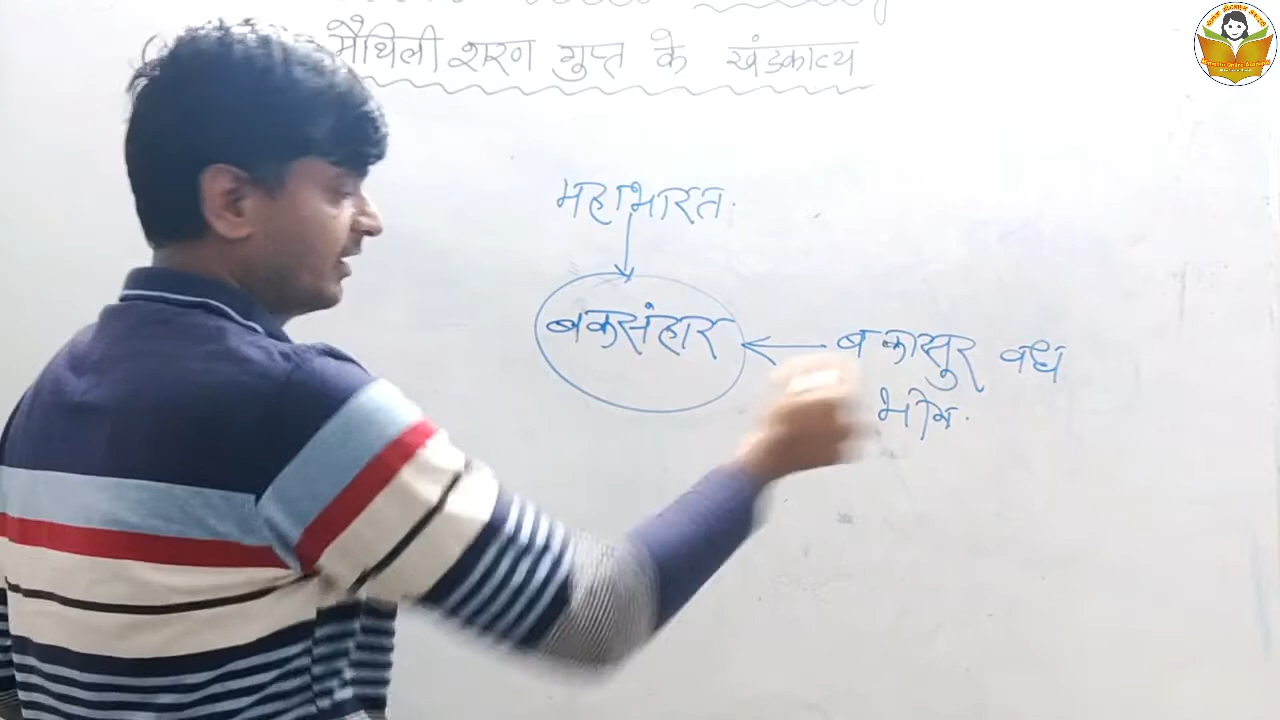 मैथिली शरण गुप्त के खंडकाव्य
महाभारत
बकसंहार
बकासुर वध
भीम